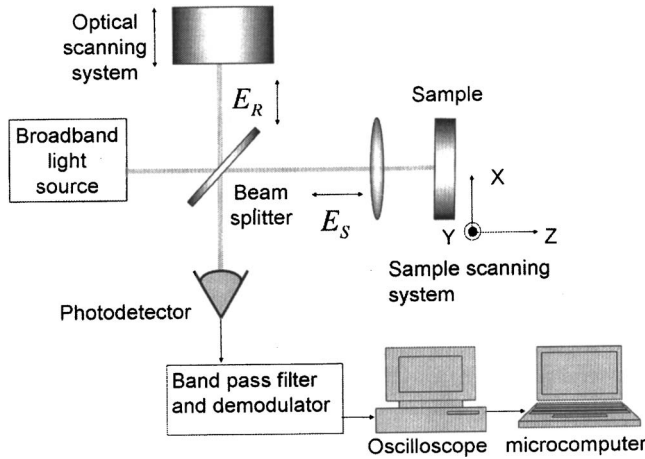 Optical
scanning
system
E_R
Sample
Broadband
light
source
Beam
splitter
E_S
X
Y
Z
Sample scanning
system
Photodetector
Band pass filter
and demodulator
Oscilloscope
microcomputer